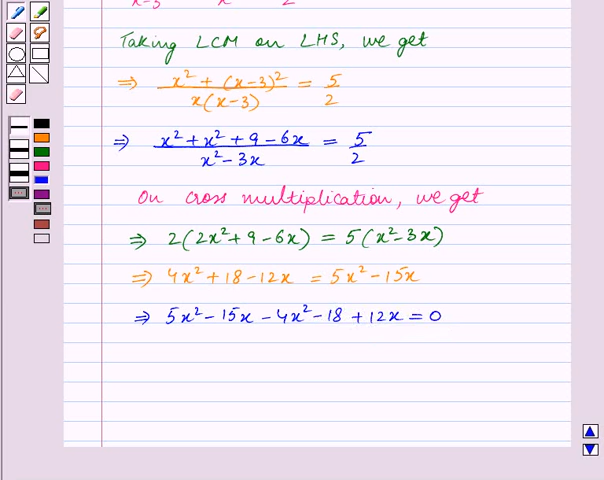 x-3 x 2
Taking LCM on LHS, we get
⇒ x² + (x-3)² / x(x-3) = 5/2
⇒ x² + x² + 9 - 6x / x² - 3x = 5/2
On cross multiplication, we get
⇒ 2(2x² + 9 - 6x) = 5(x² - 3x)
⇒ 4x² + 18 - 12x = 5x² - 15x
⇒ 5x² - 15x - 4x² - 18 + 12x = 0